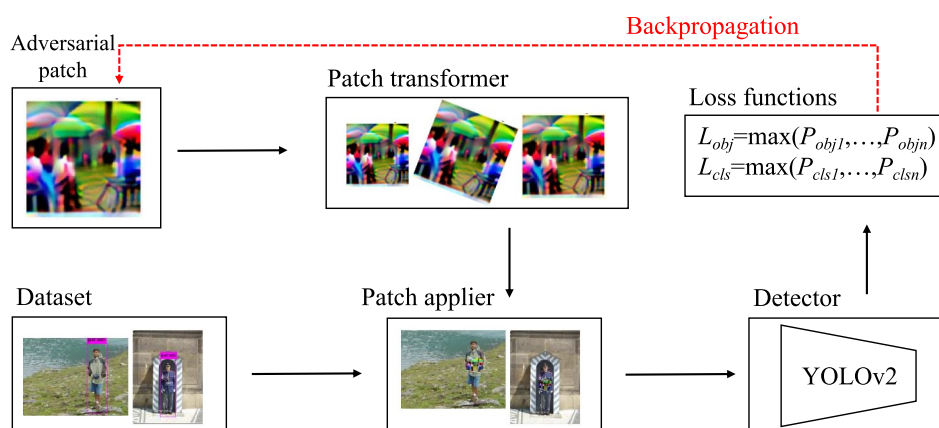 Backpropagation
Adversarial
patch
Patch transformer
Loss functions
L_obj=max(P_obj1,…,P_objn)
L_cls=max(P_cls1,…,P_clsn)
Dataset
Patch applier
Detector
YOLOv2